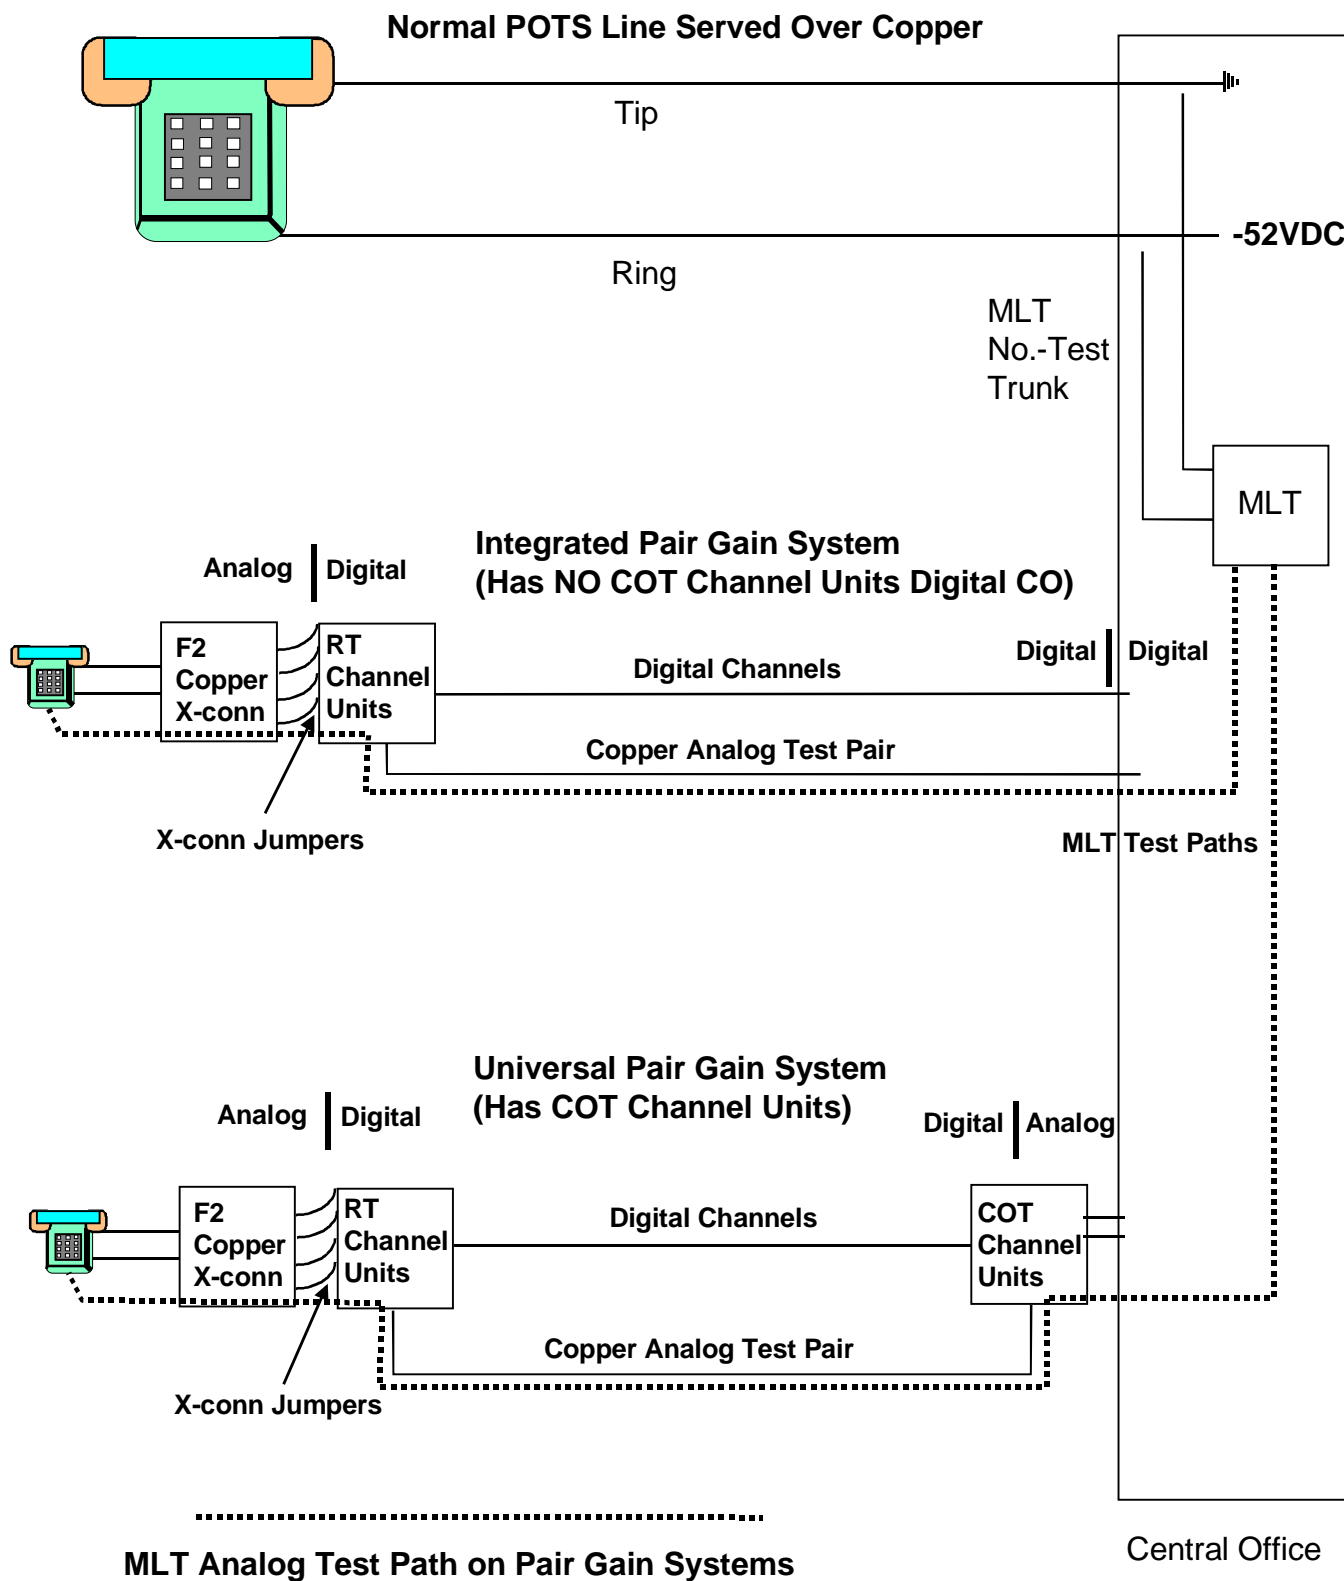 Normal POTS Line Served Over Copper
Tip
-52VDC
Ring
MLT
No.-Test
Trunk
MLT
Integrated Pair Gain System
(Has NO COT Channel Units Digital CO)
Analog Digital
Digital Digital
F2
Copper
X-conn
RT
Channel
Units
Digital Channels
Copper Analog Test Pair
X-conn Jumpers
MLT Test Paths
Universal Pair Gain System
(Has COT Channel Units)
Analog Digital
Digital Analog
F2
Copper
X-conn
RT
Channel
Units
Digital Channels
COT
Channel
Units
Copper Analog Test Pair
X-conn Jumpers
MLT Analog Test Path on Pair Gain Systems
Central Office